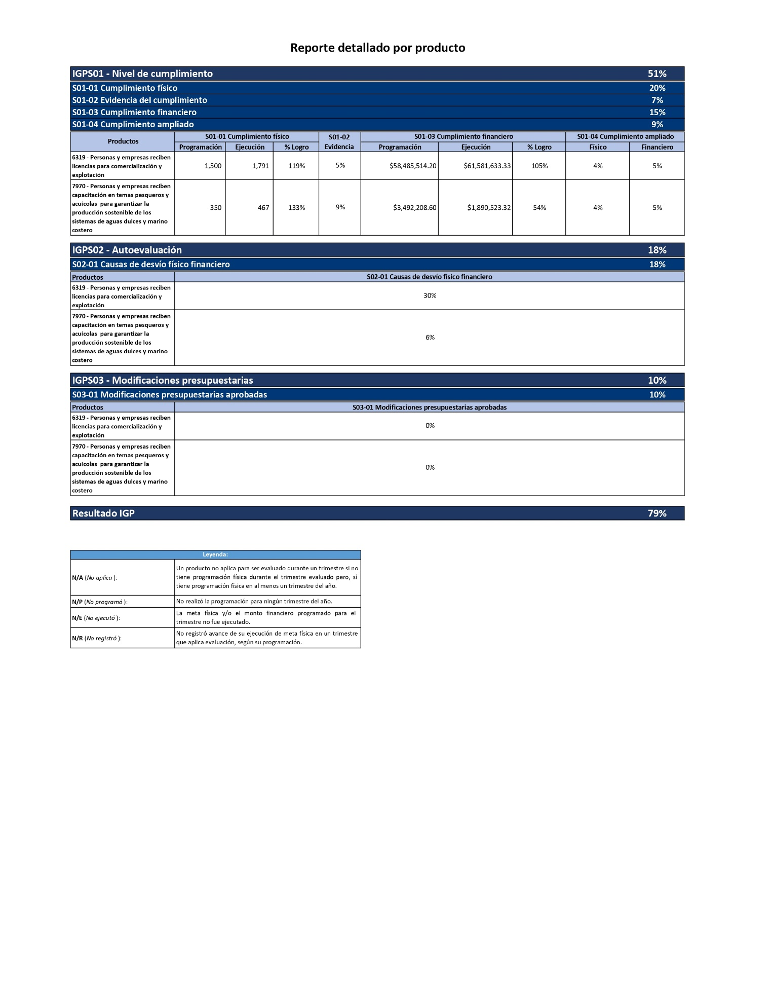 Reporte detallado por producto
IGPS01 - Nivel de cumplimiento 51%
S01-01 Cumplimiento físico 20%
S01-02 Evidencia del cumplimiento 7%
S01-03 Cumplimiento financiero 15%
S01-04 Cumplimiento ampliado 9%
Productos S01-01 Cumplimiento físico S01-02 Evidencia S01-03 Cumplimiento financiero S01-04 Cumplimiento ampliado
Programación Ejecución % Logro Programación Ejecución % Logro Físico Financiero
6319 - Personas y empresas reciben
licencias para comercialización y
explotación
1,500 1,791 119% 5% $58,485,514.20 $61,581,633.33 105% 4% 5%
7970 - Personas y empresas reciben
capacitación en temas pesqueros y
acuícolas para garantizar la
producción sostenible de los
sistemas de aguas dulces y marino
costero
350 467 133% 9% $3,492,208.60 $1,890,523.32 54% 4% 5%
IGPS02 - Autoevaluación 18%
S02-01 Causas de desvío físico financiero 18%
Productos S02-01 Causas de desvío físico financiero
6319 - Personas y empresas reciben
licencias para comercialización y
explotación
30%
7970 - Personas y empresas reciben
capacitación en temas pesqueros y
acuícolas para garantizar la
producción sostenible de los
sistemas de aguas dulces y marino
costero
6%
IGPS03 - Modificaciones presupuestarias 10%
S03-01 Modificaciones presupuestarias aprobadas 10%
Productos S03-01 Modificaciones presupuestarias aprobadas
6319 - Personas y empresas reciben
licencias para comercialización y
explotación
0%
7970 - Personas y empresas reciben
capacitación en temas pesqueros y
acuícolas para garantizar la
producción sostenible de los
sistemas de aguas dulces y marino
costero
0%
Resultado IGP 79%
Leyenda:
N/A (No aplica ):
Un producto no aplica para ser evaluado durante un trimestre si no
tiene programación física durante el trimestre evaluado pero, sí
tiene programación física en al menos un trimestre del año.
N/P (No programó ): No realizó la programación para ningún trimestre del año.
N/E (No ejecutó ):
La meta física y/o el monto financiero programado para el
trimestre no fue ejecutado.
N/R (No registró ):
No registró avance de su ejecución de meta física en un trimestre
que aplica evaluación, según su programación.